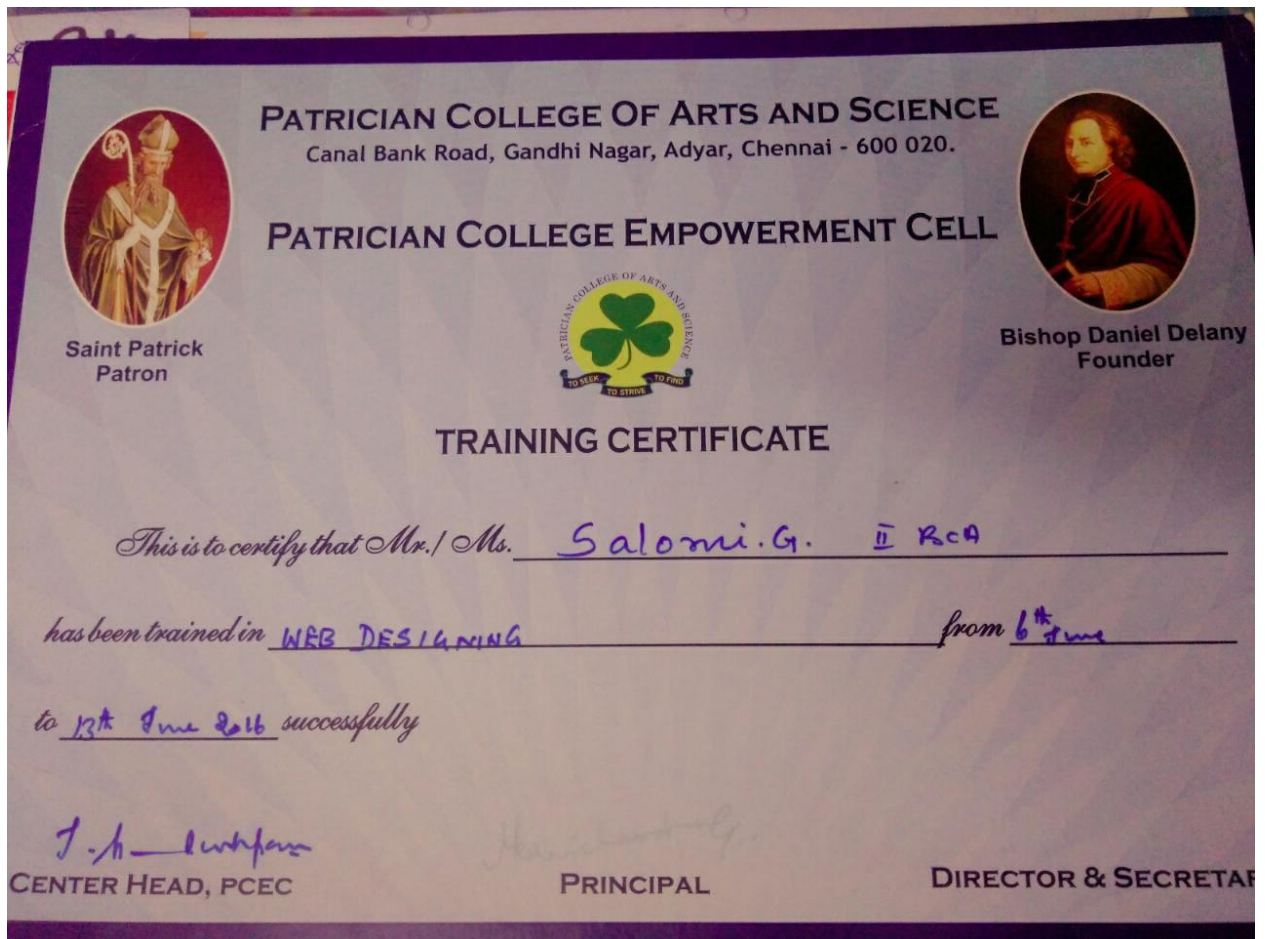 PATRICIAN COLLEGE OF ARTS AND SCIENCE
Canal Bank Road, Gandhi Nagar, Adyar, Chennai - 600 020.
PATRICIAN COLLEGE EMPOWERMENT CELL
PATRICIAN COLLEGE OF ARTS AND SCIENCE
TO SEEK TO STRIVE TO FIND
Saint Patrick
Patron
Bishop Daniel Delany
Founder
TRAINING CERTIFICATE
This is to certify that Mr./ Ms. Salomi.G. II BCA
has been trained in WEB DESIGNING from 6th June
to 13th June 2016 successfully
CENTER HEAD, PCEC PRINCIPAL DIRECTOR & SECRETAR